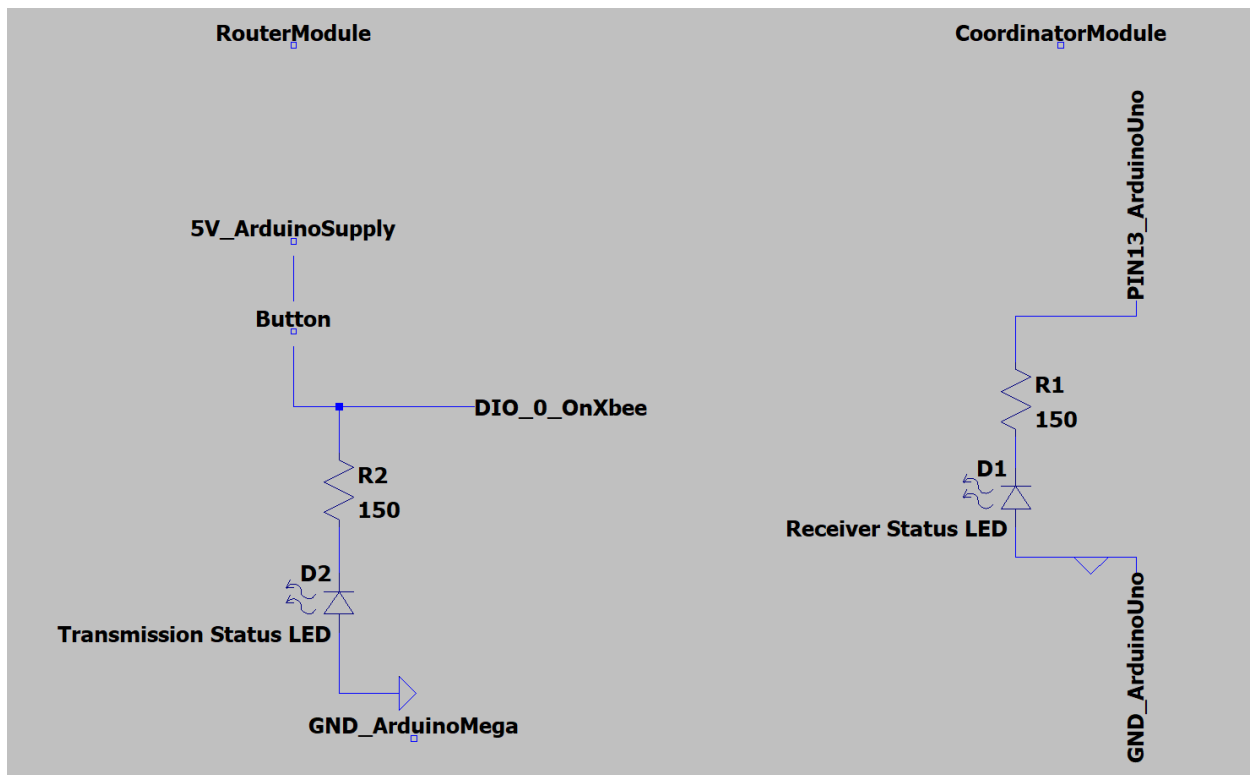 RouterModule
CoordinatorModule
PIN13_ArduinoUno
5V_ArduinoSupply
Button
DIO_0_OnXbee
R1
150
R2
150
D1
Receiver Status LED
D2
Transmission Status LED
GND_ArduinoUno
GND_ArduinoMega